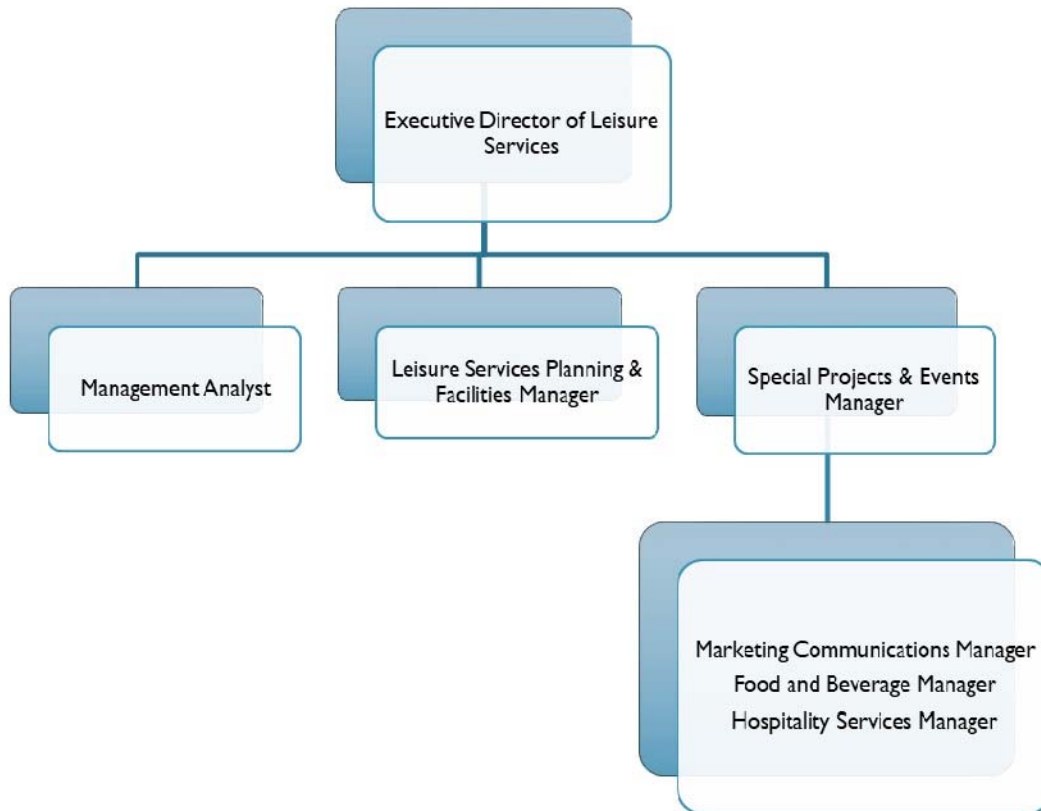 Executive Director of Leisure
Services
Management Analyst
Leisure Services Planning &
Facilities Manager
Special Projects & Events
Manager
Marketing Communications Manager
Food and Beverage Manager
Hospitality Services Manager